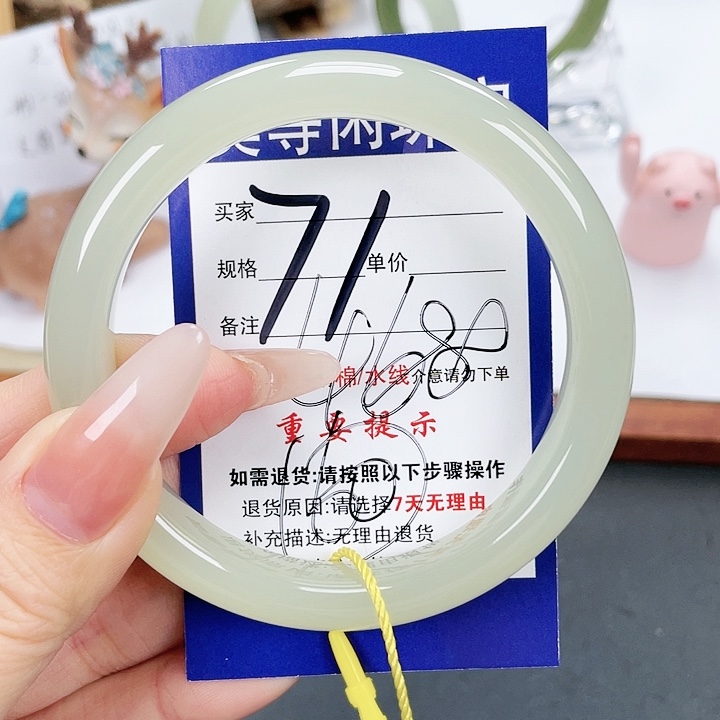 等闲
买家
71
规格 单价
备注
棉/水线介意请勿下单
重要提示
如需退货:请按照以下步骤操作
退货原因:请选择7天无理由
补充描述:无理由退货